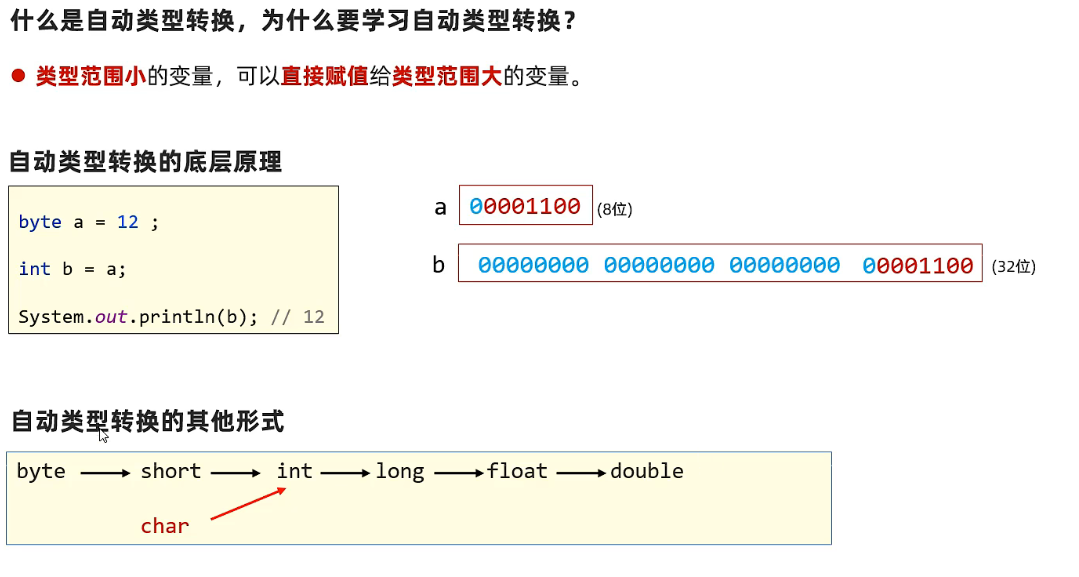 什么是自动类型转换，为什么要学习自动类型转换？
● 类型范围小的变量，可以直接赋值给类型范围大的变量。
自动类型转换的底层原理
byte a = 12 ;
int b = a;
System.out.println(b); // 12
a 00001100 (8位)
b 00000000 00000000 00000000 00001100 (32位)
自动类型转换的其他形式
byte → short → int → long → float → double
char